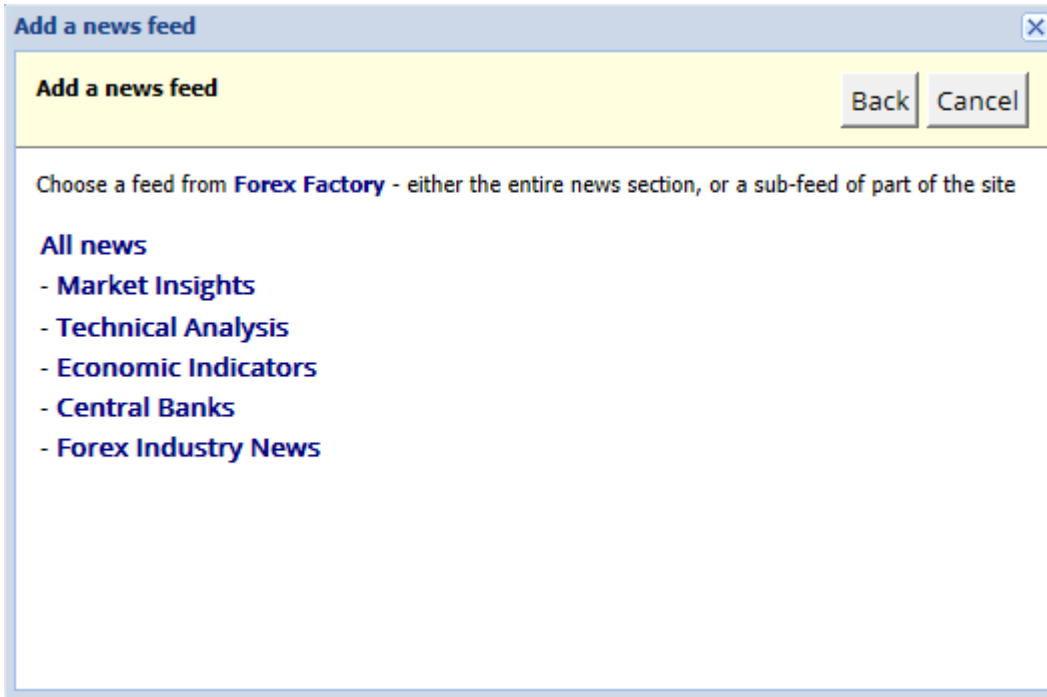 Add a news feed
Add a news feed
Back Cancel
Choose a feed from Forex Factory - either the entire news section, or a sub-feed of part of the site
All news
- Market Insights
- Technical Analysis
- Economic Indicators
- Central Banks
- Forex Industry News